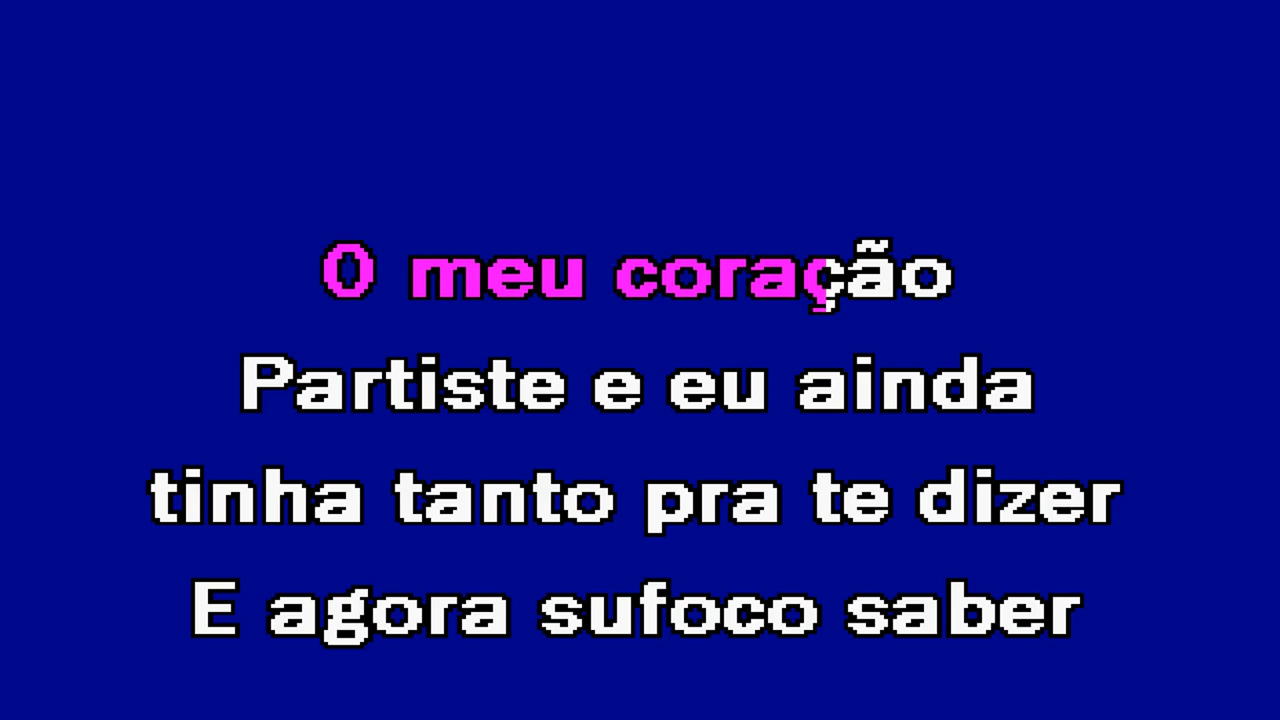 O meu coração
Partiste e eu ainda
tinha tanto pra te dizer
E agora sufoco saber